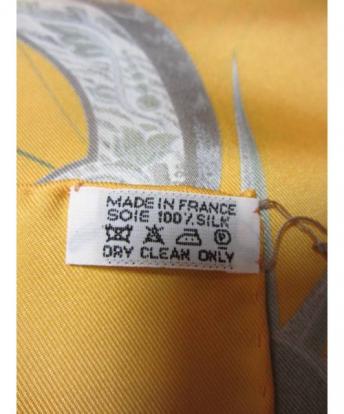 MADE IN FRANCE
SOIE 100% SILK
DRY CLEAN ONLY